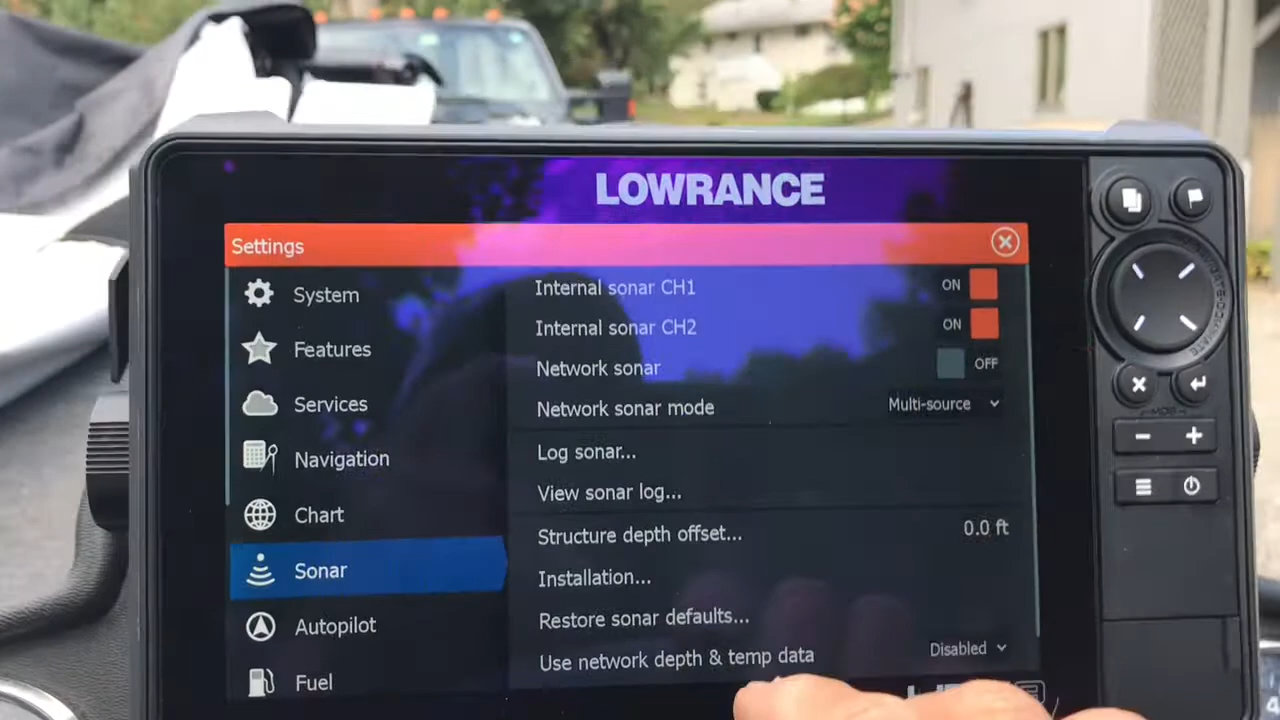 LOWRANCE
Settings
System
Features
Services
Navigation
Chart
Sonar
Autopilot
Fuel
Internal sonar CH1 ON
Internal sonar CH2 ON
Network sonar OFF
Network sonar mode Multi-source
Log sonar...
View sonar log...
Structure depth offset... 0.0 ft
Installation...
Restore sonar defaults...
Use network depth & temp data Disabled